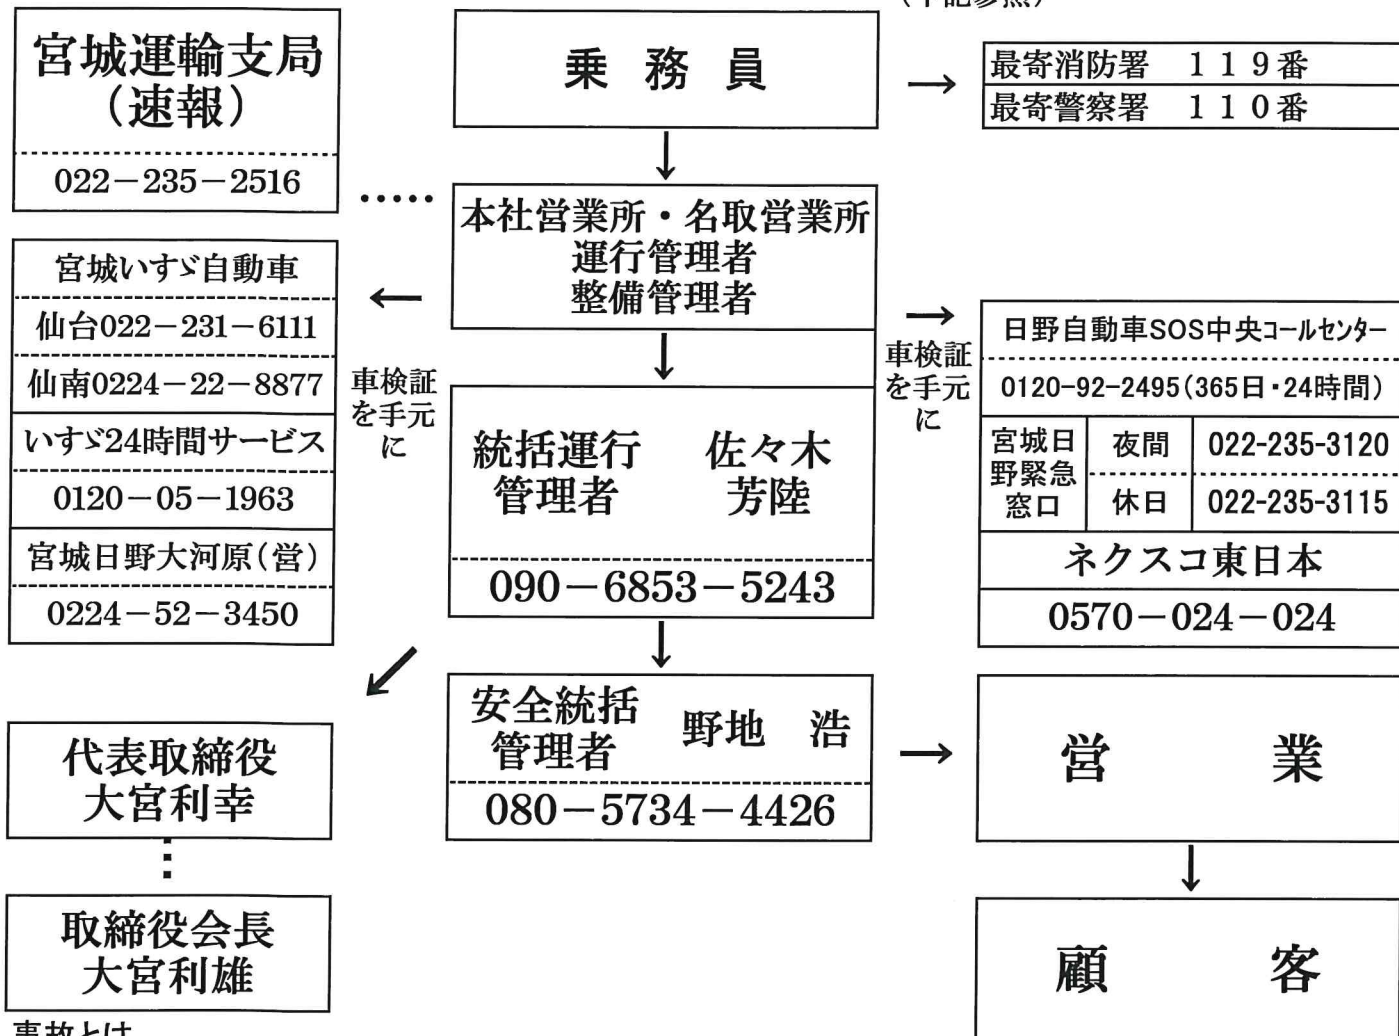 (下記参照)
宮城運輸支局
(速報)
022-235-2516
乗 務 員
→
最寄消防署 119番
最寄警察署 110番
↓
本社営業所・名取営業所
運行管理者
整備管理者
宮城いすゞ自動車
仙台022-231-6111
仙南0224-22-8877
いすゞ24時間サービス
0120-05-1963
宮城日野大河原(営)
0224-52-3450
←
車検証
を手元
に
→
車検証
を手元
に
日野自動車SOS中央コールセンター
0120-92-2495(365日・24時間)
宮城日
野緊急
窓口
夜間 022-235-3120
休日 022-235-3115
ネクスコ東日本
0570-024-024
↓
統括運行
管理者
佐々木
芳陸
090-6853-5243
↓
安全統括
管理者
野地 浩
080-5734-4426
↙
代表取締役
大宮利幸
取締役会長
大宮利雄
→
営 業
↓
顧 客
事故とは